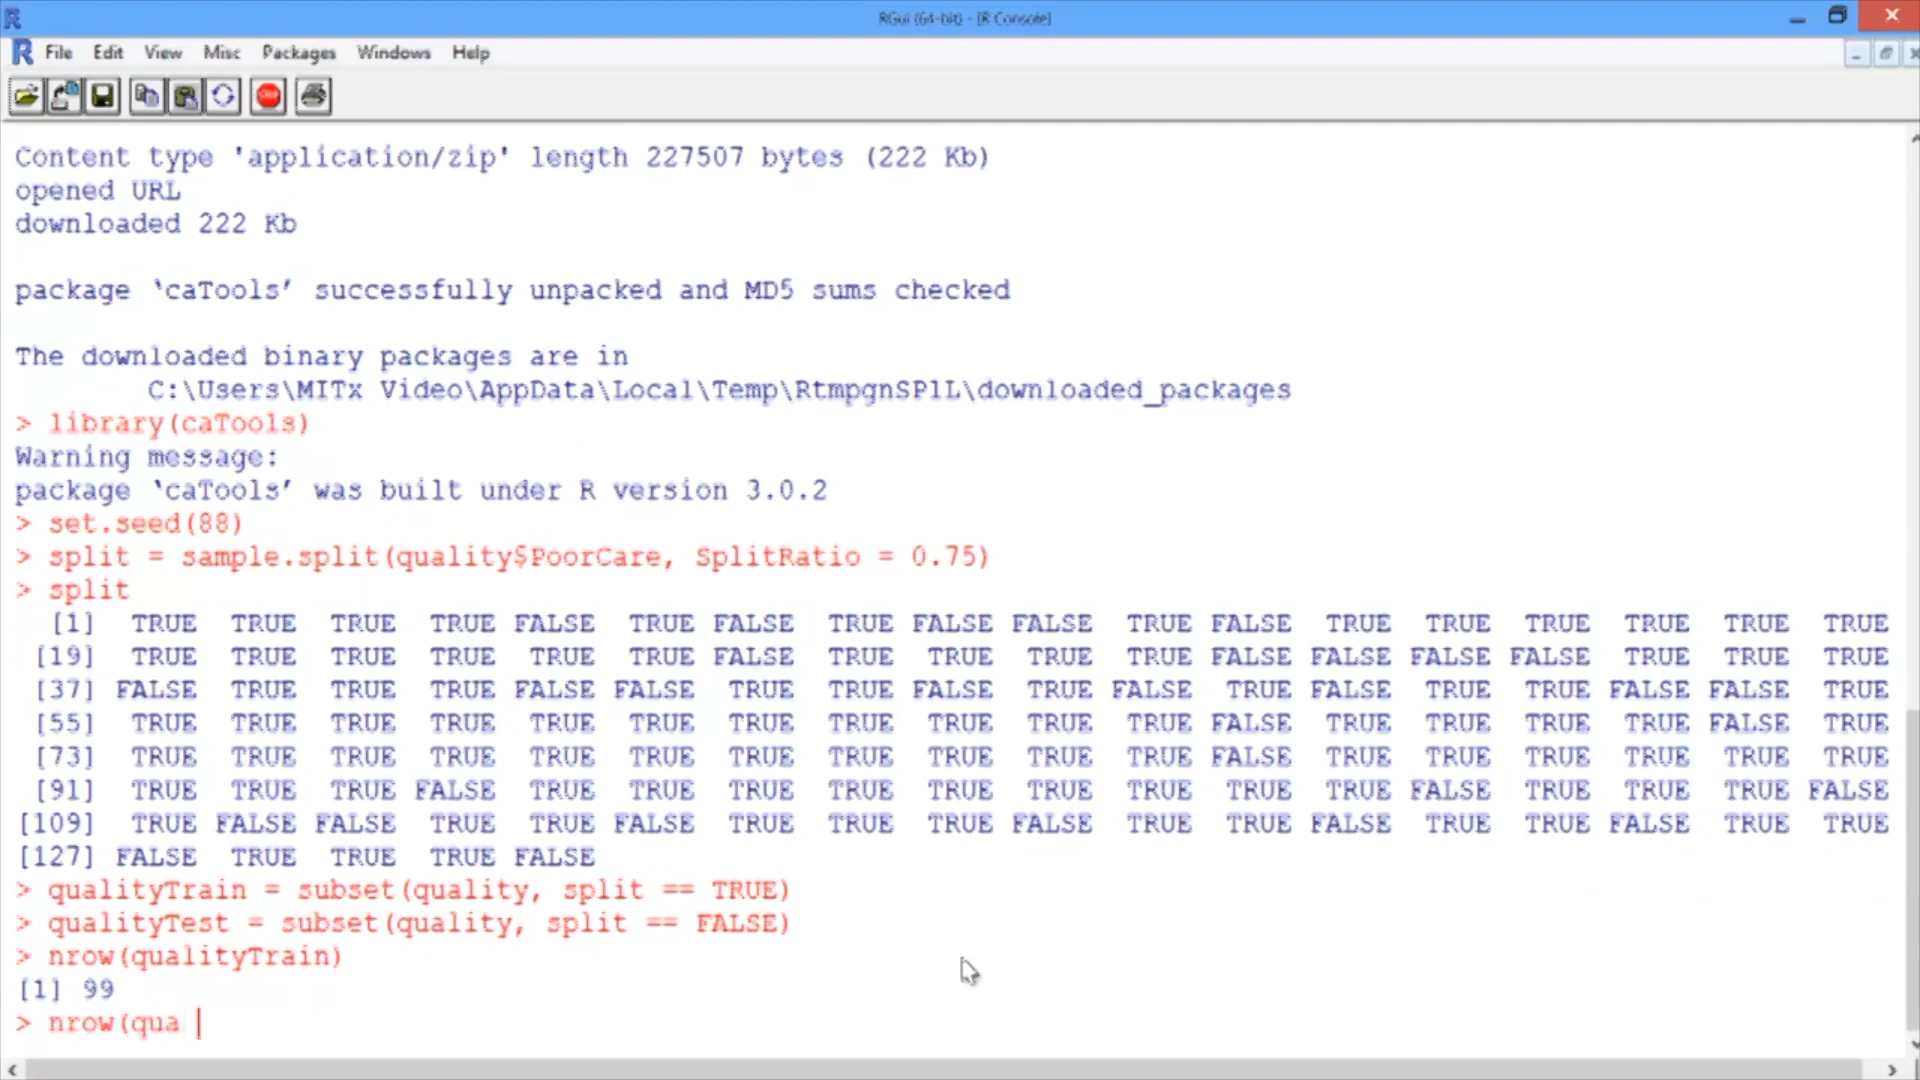 RGui (64-bit) - [R Console]
File Edit View Misc Packages Windows Help
STOP
Content type 'application/zip' length 227507 bytes (222 Kb)
opened URL
downloaded 222 Kb
package ‘caTools’ successfully unpacked and MD5 sums checked
The downloaded binary packages are in
C:\Users\MITx Video\AppData\Local\Temp\RtmpgnSPlL\downloaded_packages
> library(caTools)
Warning message:
package ‘caTools’ was built under R version 3.0.2
> set.seed(88)
> split = sample.split(quality$PoorCare, SplitRatio = 0.75)
> split
[1] TRUE TRUE TRUE TRUE FALSE TRUE FALSE TRUE FALSE FALSE TRUE FALSE TRUE TRUE TRUE TRUE TRUE TRUE
[19] TRUE TRUE TRUE TRUE TRUE TRUE FALSE TRUE TRUE TRUE TRUE FALSE FALSE FALSE FALSE TRUE TRUE TRUE
[37] FALSE TRUE TRUE TRUE FALSE FALSE TRUE TRUE FALSE TRUE FALSE TRUE FALSE TRUE TRUE FALSE FALSE TRUE
[55] TRUE TRUE TRUE TRUE TRUE TRUE TRUE TRUE TRUE TRUE TRUE FALSE TRUE TRUE TRUE TRUE FALSE TRUE
[73] TRUE TRUE TRUE TRUE TRUE TRUE TRUE TRUE TRUE TRUE TRUE FALSE TRUE TRUE TRUE TRUE TRUE TRUE
[91] TRUE TRUE TRUE FALSE TRUE TRUE TRUE TRUE TRUE TRUE TRUE TRUE TRUE FALSE TRUE TRUE TRUE FALSE
[109] TRUE FALSE FALSE TRUE TRUE FALSE TRUE TRUE TRUE FALSE TRUE TRUE FALSE TRUE TRUE FALSE TRUE TRUE
[127] FALSE TRUE TRUE TRUE FALSE
> qualityTrain = subset(quality, split == TRUE)
> qualityTest = subset(quality, split == FALSE)
> nrow(qualityTrain)
[1] 99
> nrow(qua